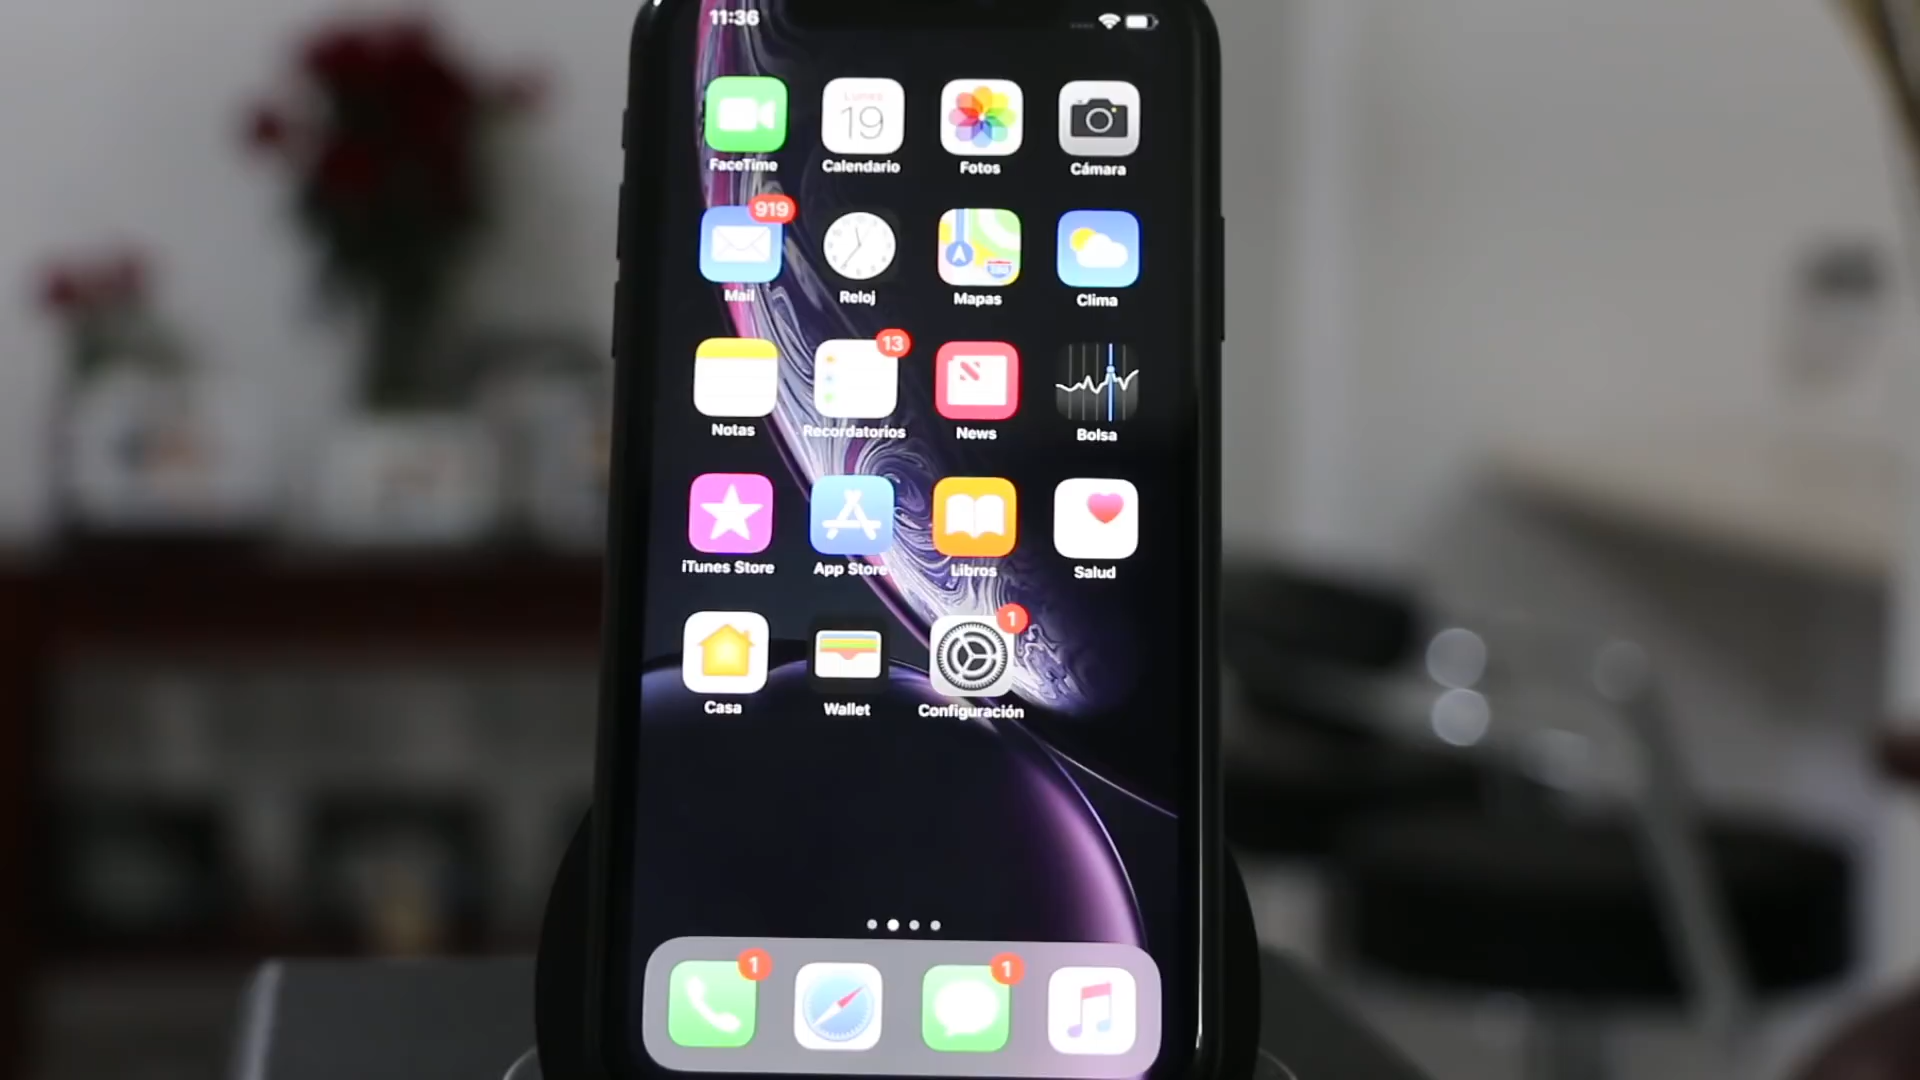 11:36
Lunes
19
FaceTime
Calendario
Fotos
Cámara
919
Mail
Reloj
Mapas
Clima
13
Notas
Recordatorios
News
Bolsa
iTunes Store
App Store
Libros
Salud
1
Casa
Wallet
Configuración
1
1